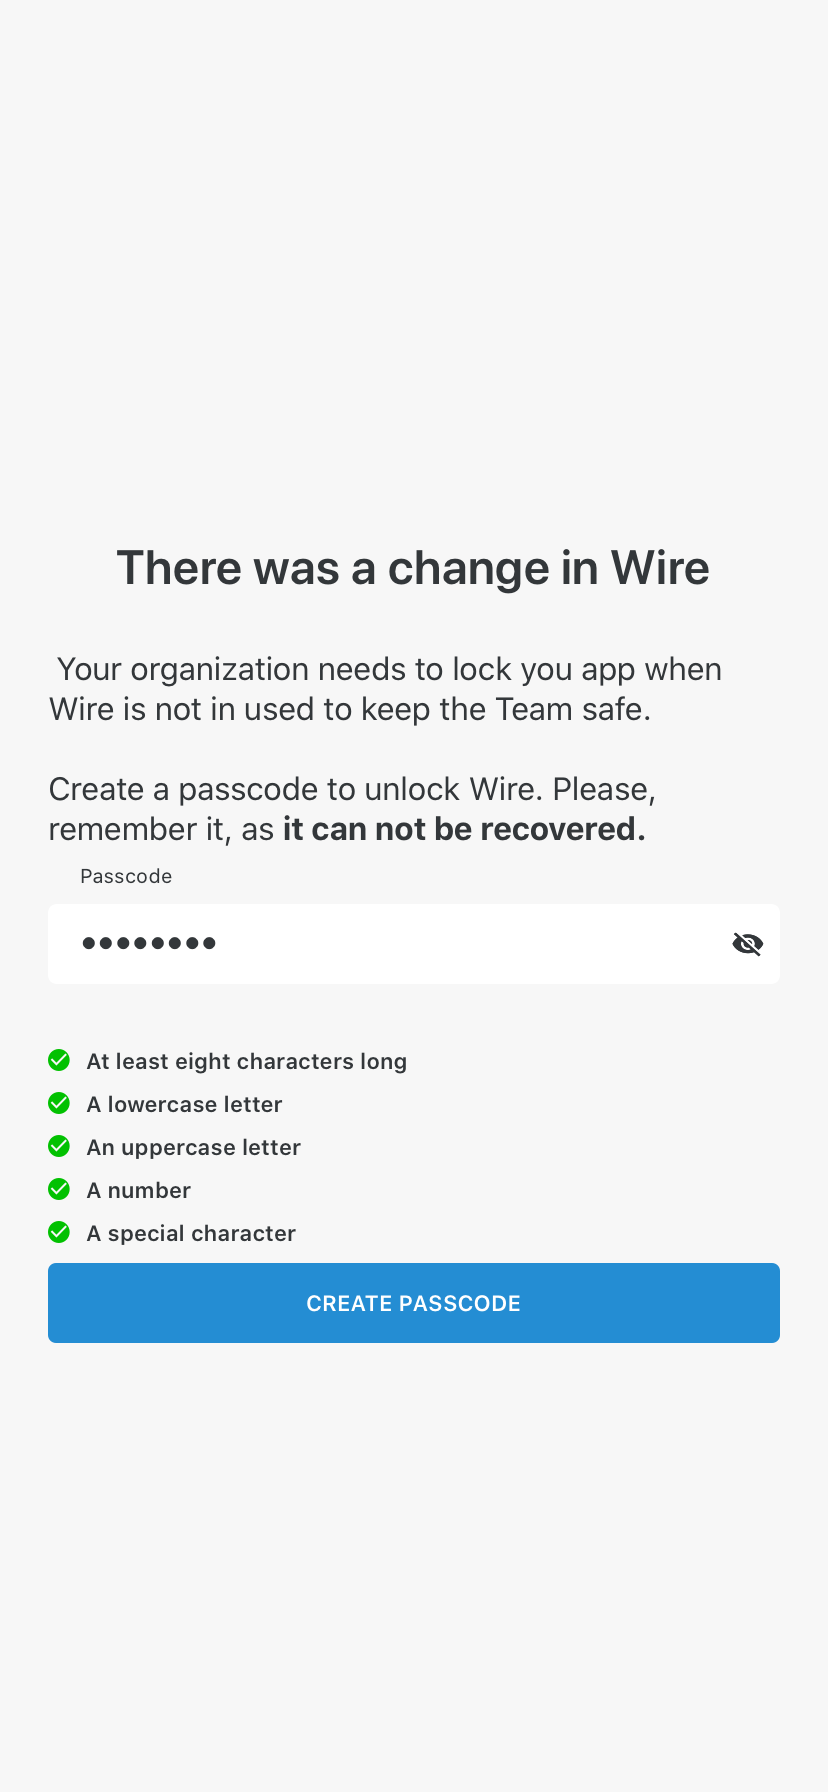 There was a change in Wire
Your organization needs to lock you app when
Wire is not in used to keep the Team safe.
Create a passcode to unlock Wire. Please,
remember it, as it can not be recovered.
Passcode
••••••••
At least eight characters long
A lowercase letter
An uppercase letter
A number
A special character
CREATE PASSCODE